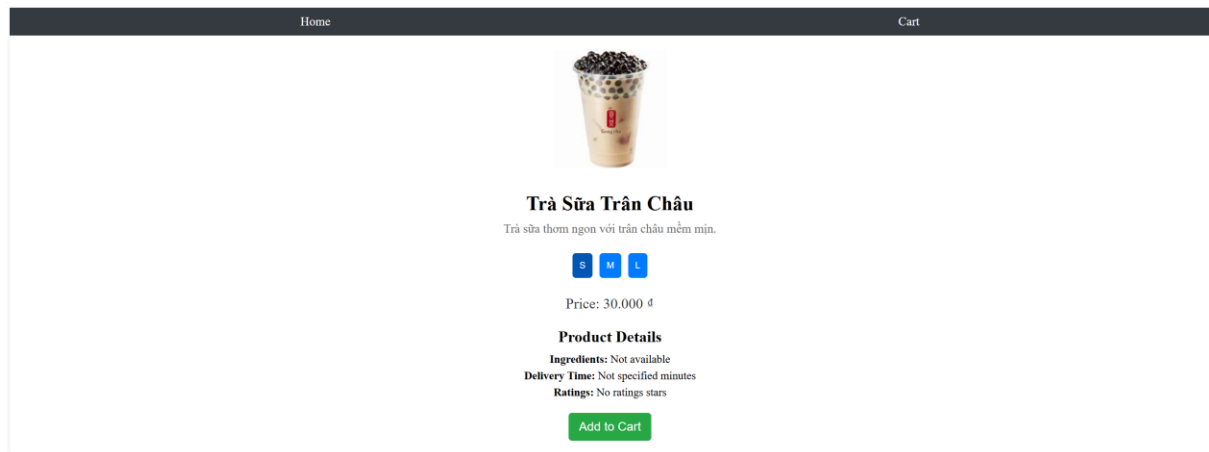 Home Cart
Trà Sữa Trân Châu
Trà sữa thơm ngon với trân châu mềm mịn.
S M L
Price: 30.000 ₫
Product Details
Ingredients: Not available
Delivery Time: Not specified minutes
Ratings: No ratings stars
Add to Cart